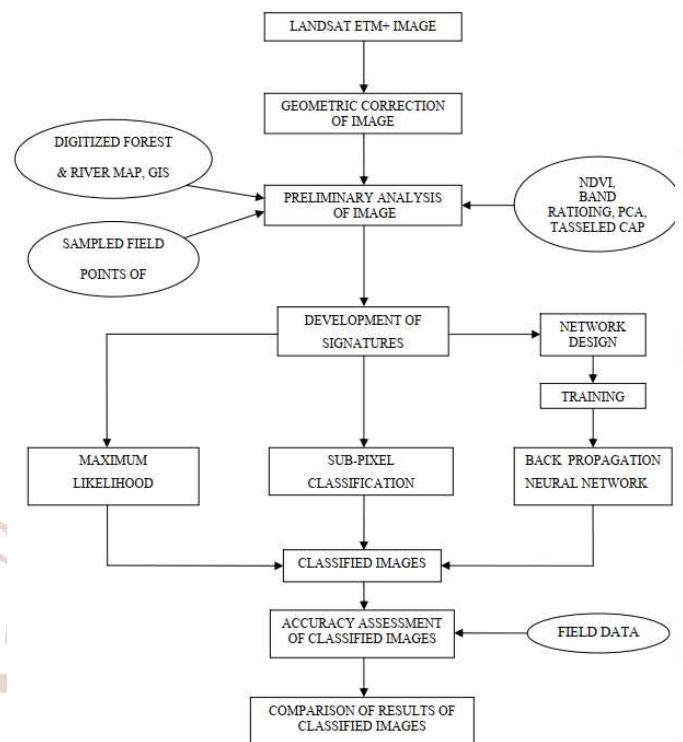 LANDSAT ETM+ IMAGE
GEOMETRIC CORRECTION
OF IMAGE
DIGITIZED FOREST
& RIVER MAP, GIS
PRELIMINARY ANALYSIS
OF IMAGE
NDVI,
BAND
RATIOING, PCA,
TASSELED CAP
SAMPLED FIELD
POINTS OF
DEVELOPMENT OF
SIGNATURES
NETWORK
DESIGN
TRAINING
MAXIMUM
LIKELIHOOD
SUB-PIXEL
CLASSIFICATION
BACK PROPAGATION
NEURAL NETWORK
CLASSIFIED IMAGES
ACCURACY ASSESSMENT
OF CLASSIFIED IMAGES
FIELD DATA
COMPARISON OF RESULTS OF
CLASSIFIED IMAGES